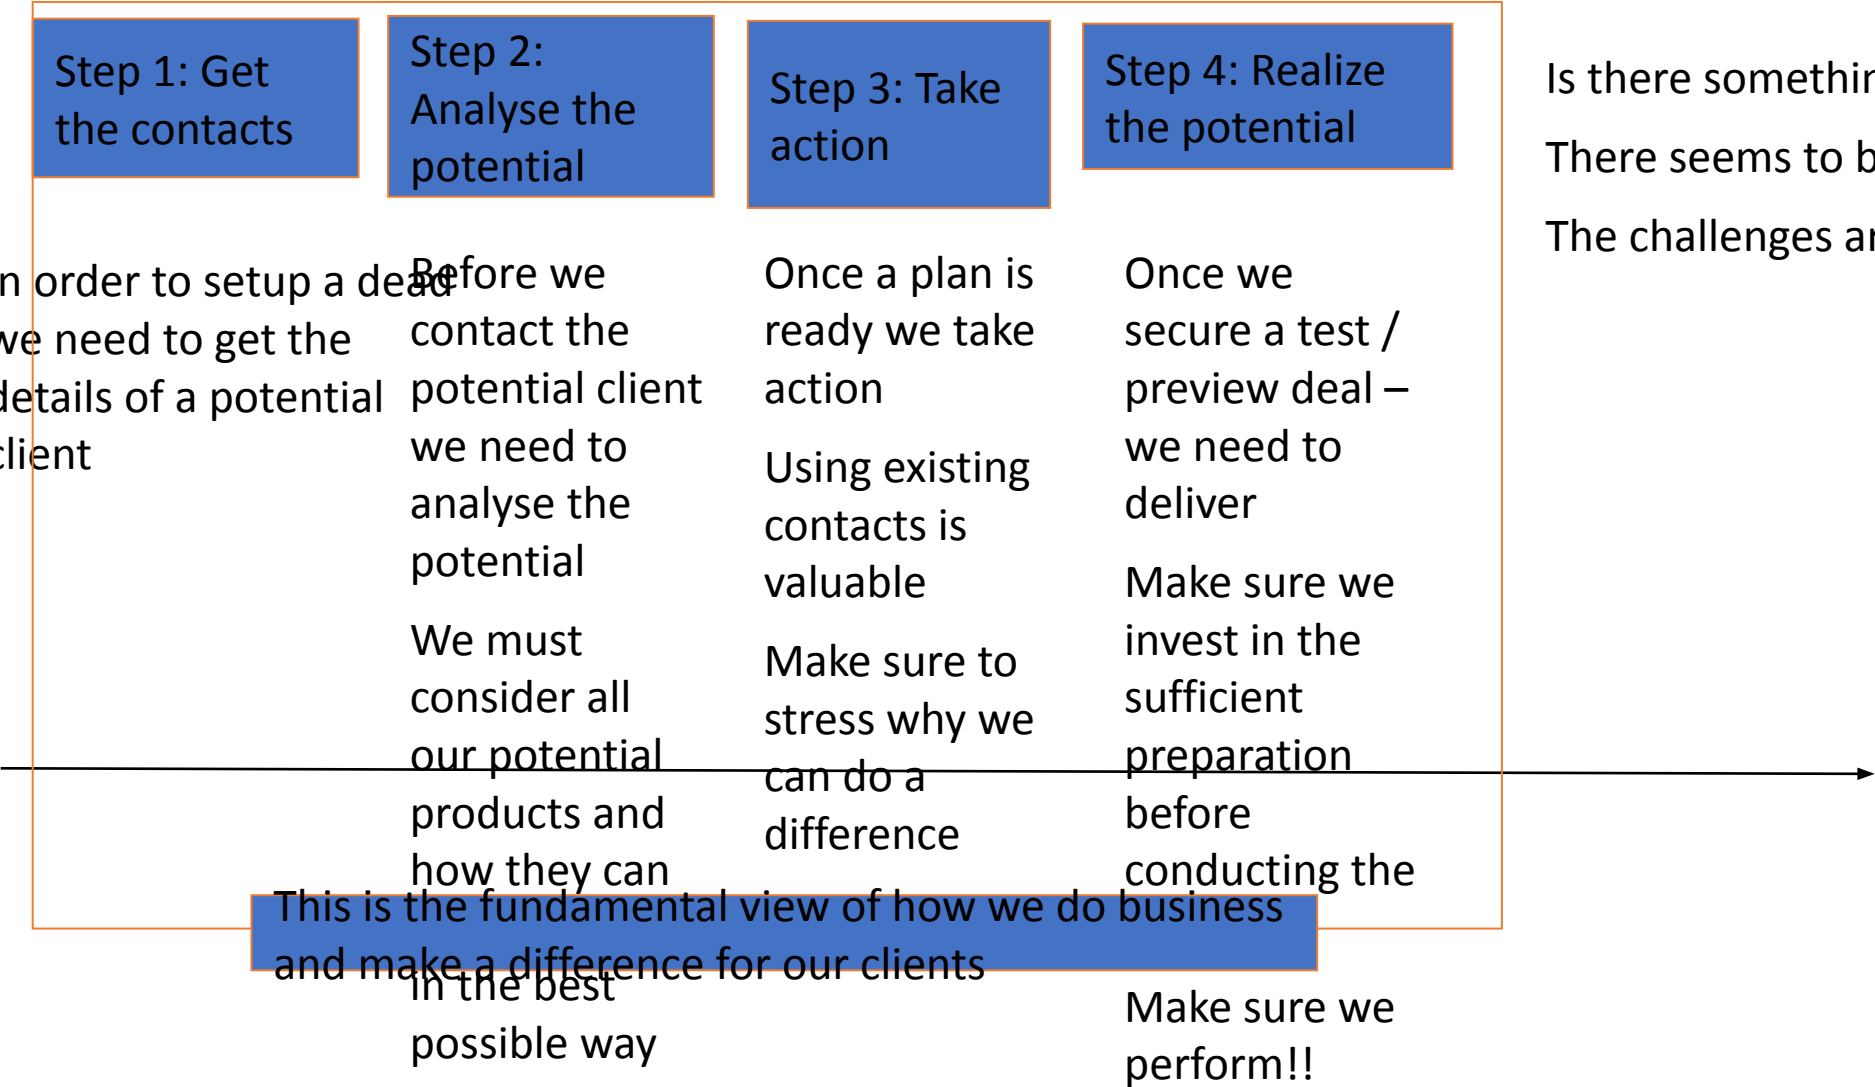 Step 1: Get
the contacts
Step 2:
Analyse the
potential
Step 3: Take
action
Step 4: Realize
the potential
n order to setup a dead
we need to get the
details of a potential
client
Before we
contact the
potential client
we need to
analyse the
potential
We must
consider all
our potential
products and
how they can
in the best
possible way
Once a plan is
ready we take
action
Using existing
contacts is
valuable
Make sure to
stress why we
can do a
difference
Once we
secure a test /
preview deal –
we need to
deliver
Make sure we
invest in the
sufficient
preparation
before
conducting the
Make sure we
perform!!
This is the fundamental view of how we do business
and make a difference for our clients
Is there somethin
There seems to b
The challenges ar